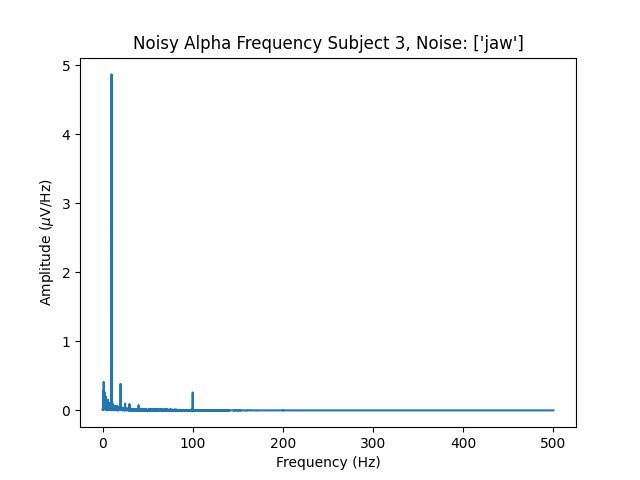 Noisy Alpha Frequency Subject 3, Noise: ['jaw']
5
4
3
2
1
0
Amplitude (μV/Hz)
0 100 200 300 400 500
Frequency (Hz)